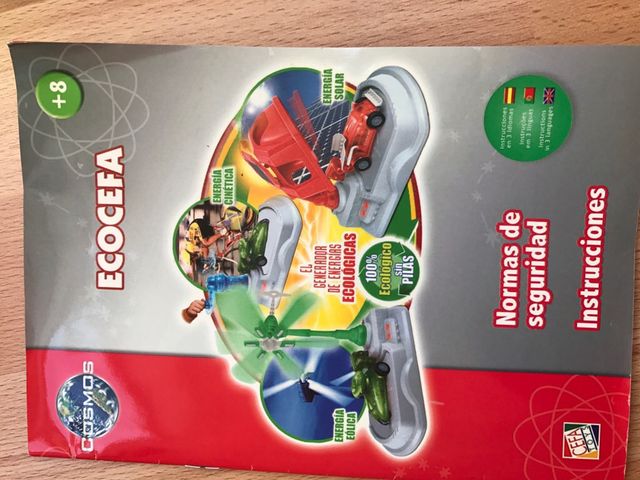 COSMOS
ECOCEFA
+8
ENERGÍA
SOLAR
ENERGÍA
CINÉTICA
EL
GENERADOR
DE ENERGÍAS
ECOLÓGICAS
100%
Ecológico
sin
PILAS
ENERGÍA
EÓLICA
Instrucciones
en 3 idiomas
Instruções
em 3 línguas
Instructions
in 3 languages
Normas de
seguridad
Instrucciones
CEFA
TOYS